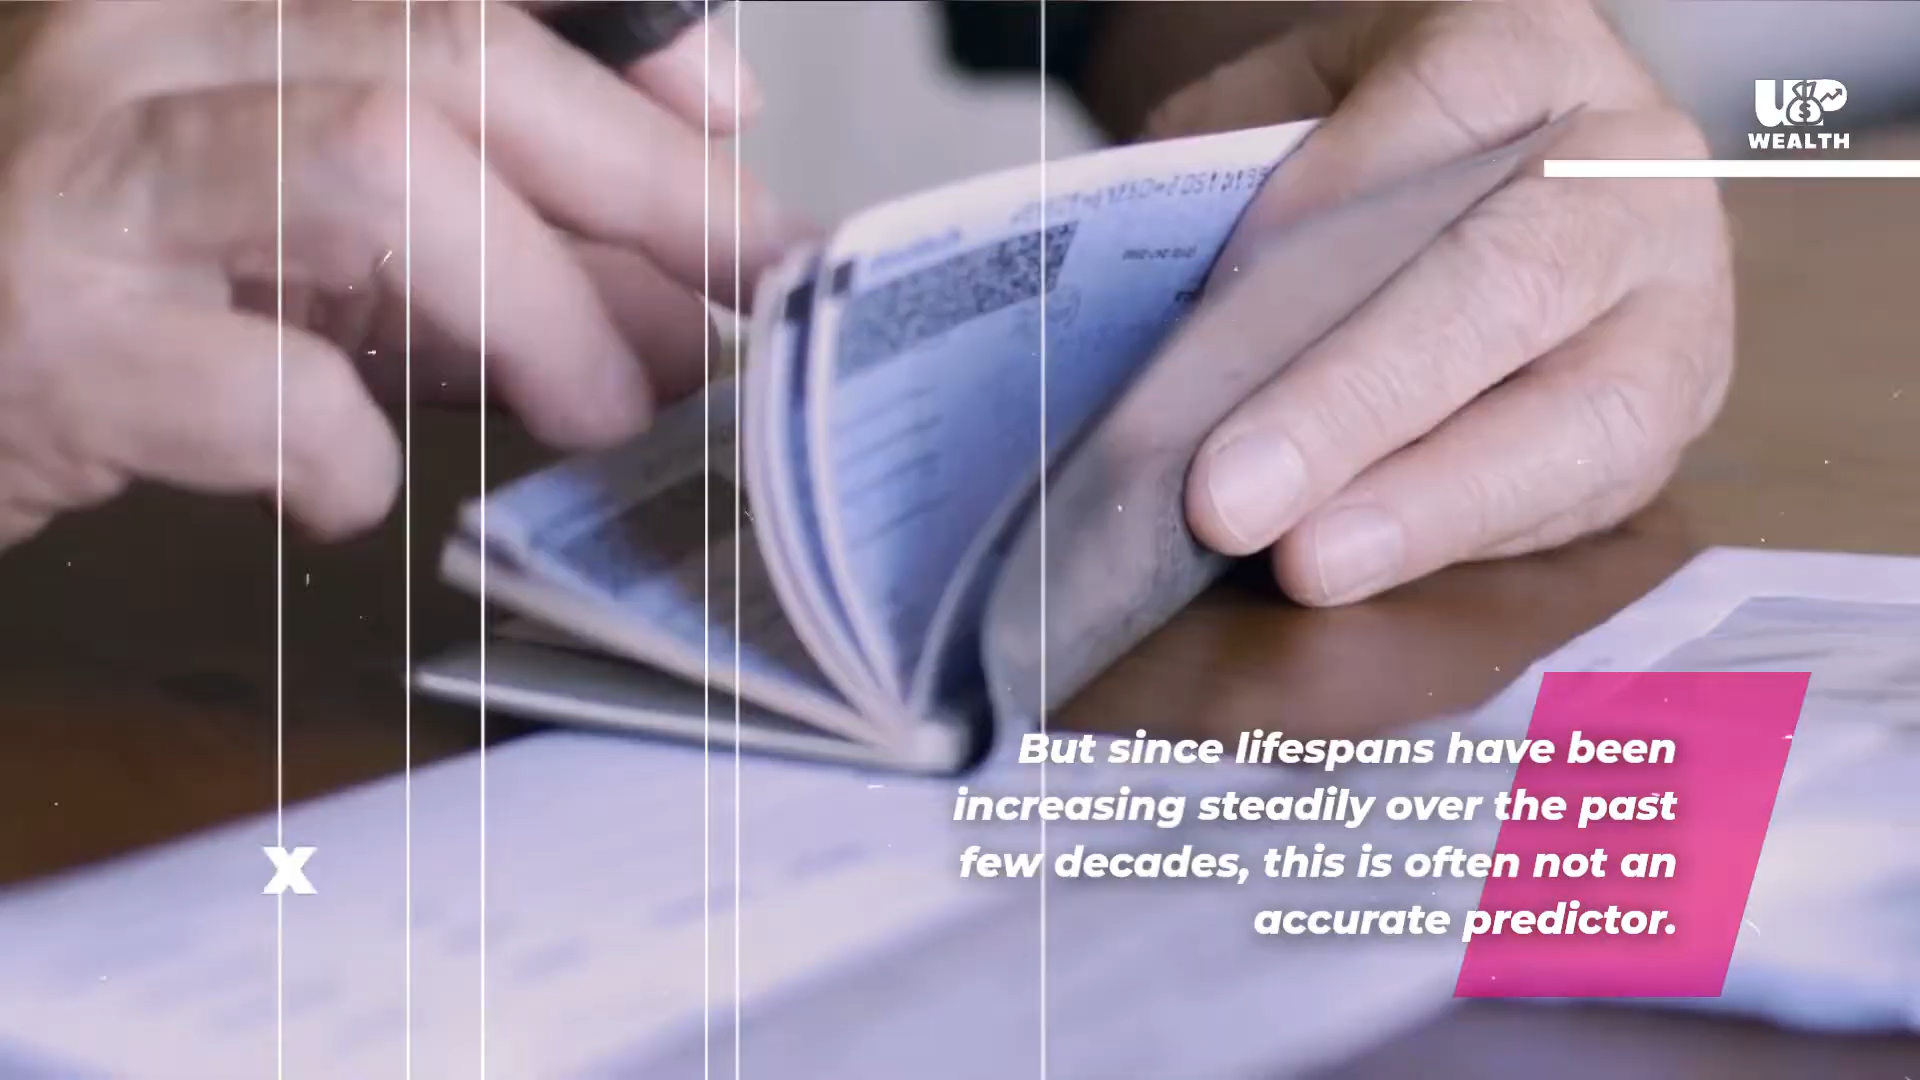 UP
WEALTH
But since lifespans have been
increasing steadily over the past
few decades, this is often not an
accurate predictor.
X